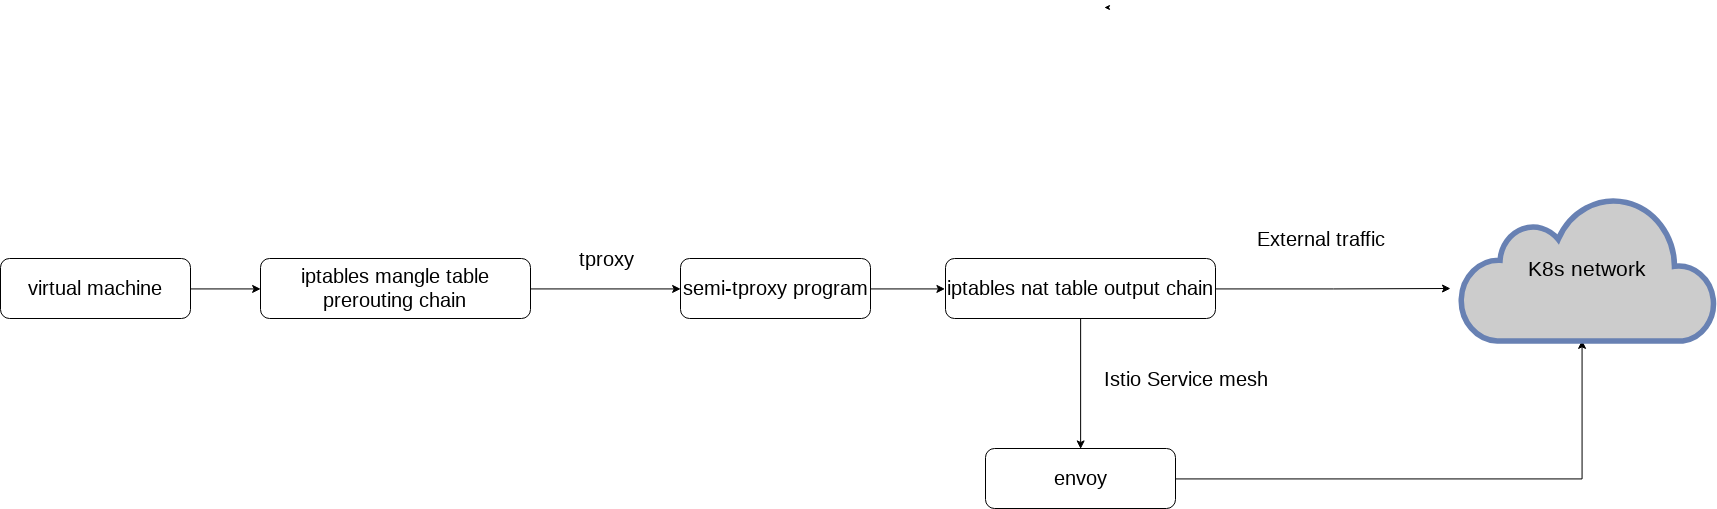 External traffic
tproxy
K8s network
virtual machine
iptables mangle table
prerouting chain
semi-tproxy program
iptables nat table output chain
Istio Service mesh
envoy